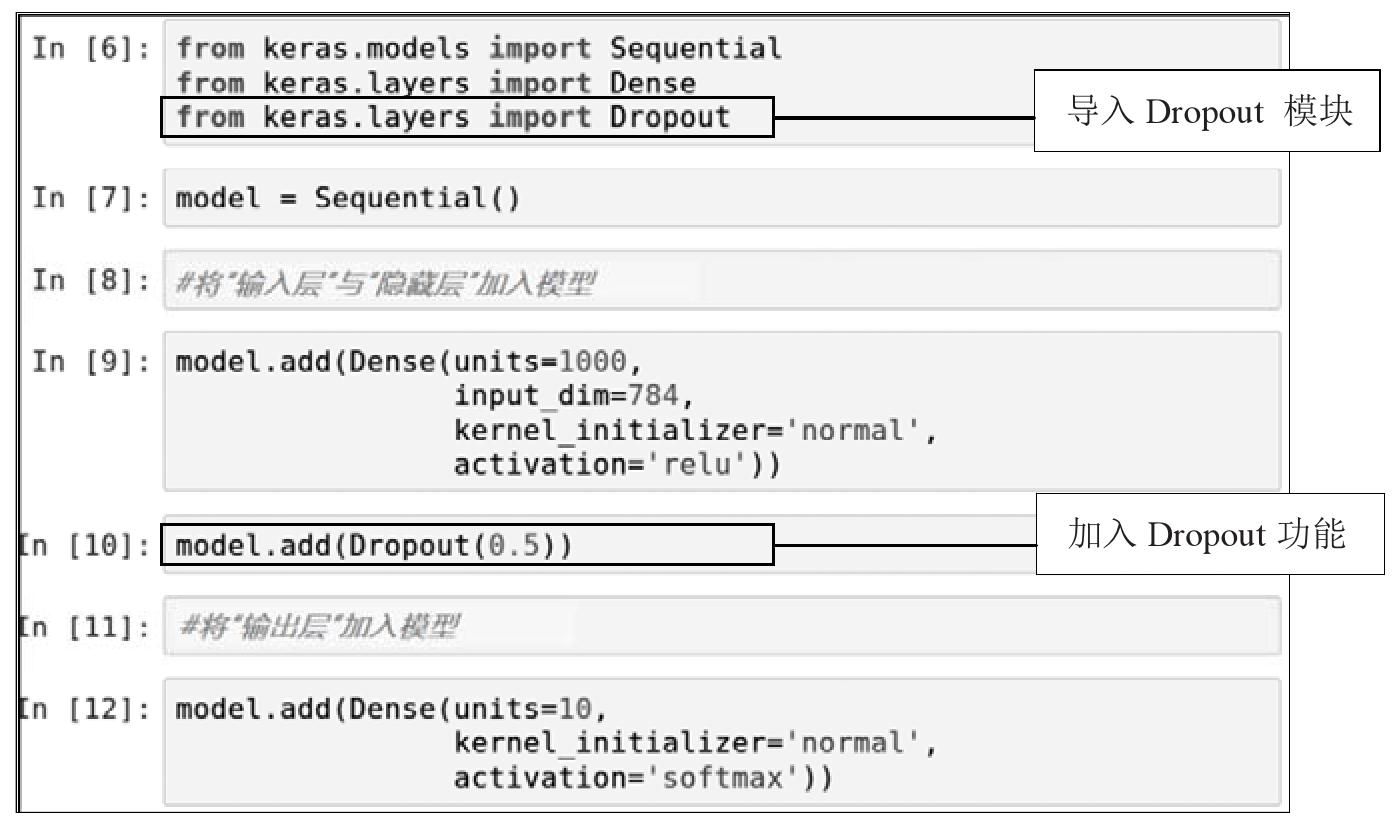 In [6]: from keras.models import Sequential
from keras.layers import Dense
from keras.layers import Dropout
导入 Dropout 模块
In [7]: model = Sequential()
In [8]: #将"输入层"与"隐藏层"加入模型
In [9]: model.add(Dense(units=1000,
input_dim=784,
kernel_initializer='normal',
activation='relu'))
In [10]: model.add(Dropout(0.5))
加入 Dropout 功能
In [11]: #将"输出层"加入模型
In [12]: model.add(Dense(units=10,
kernel_initializer='normal',
activation='softmax'))